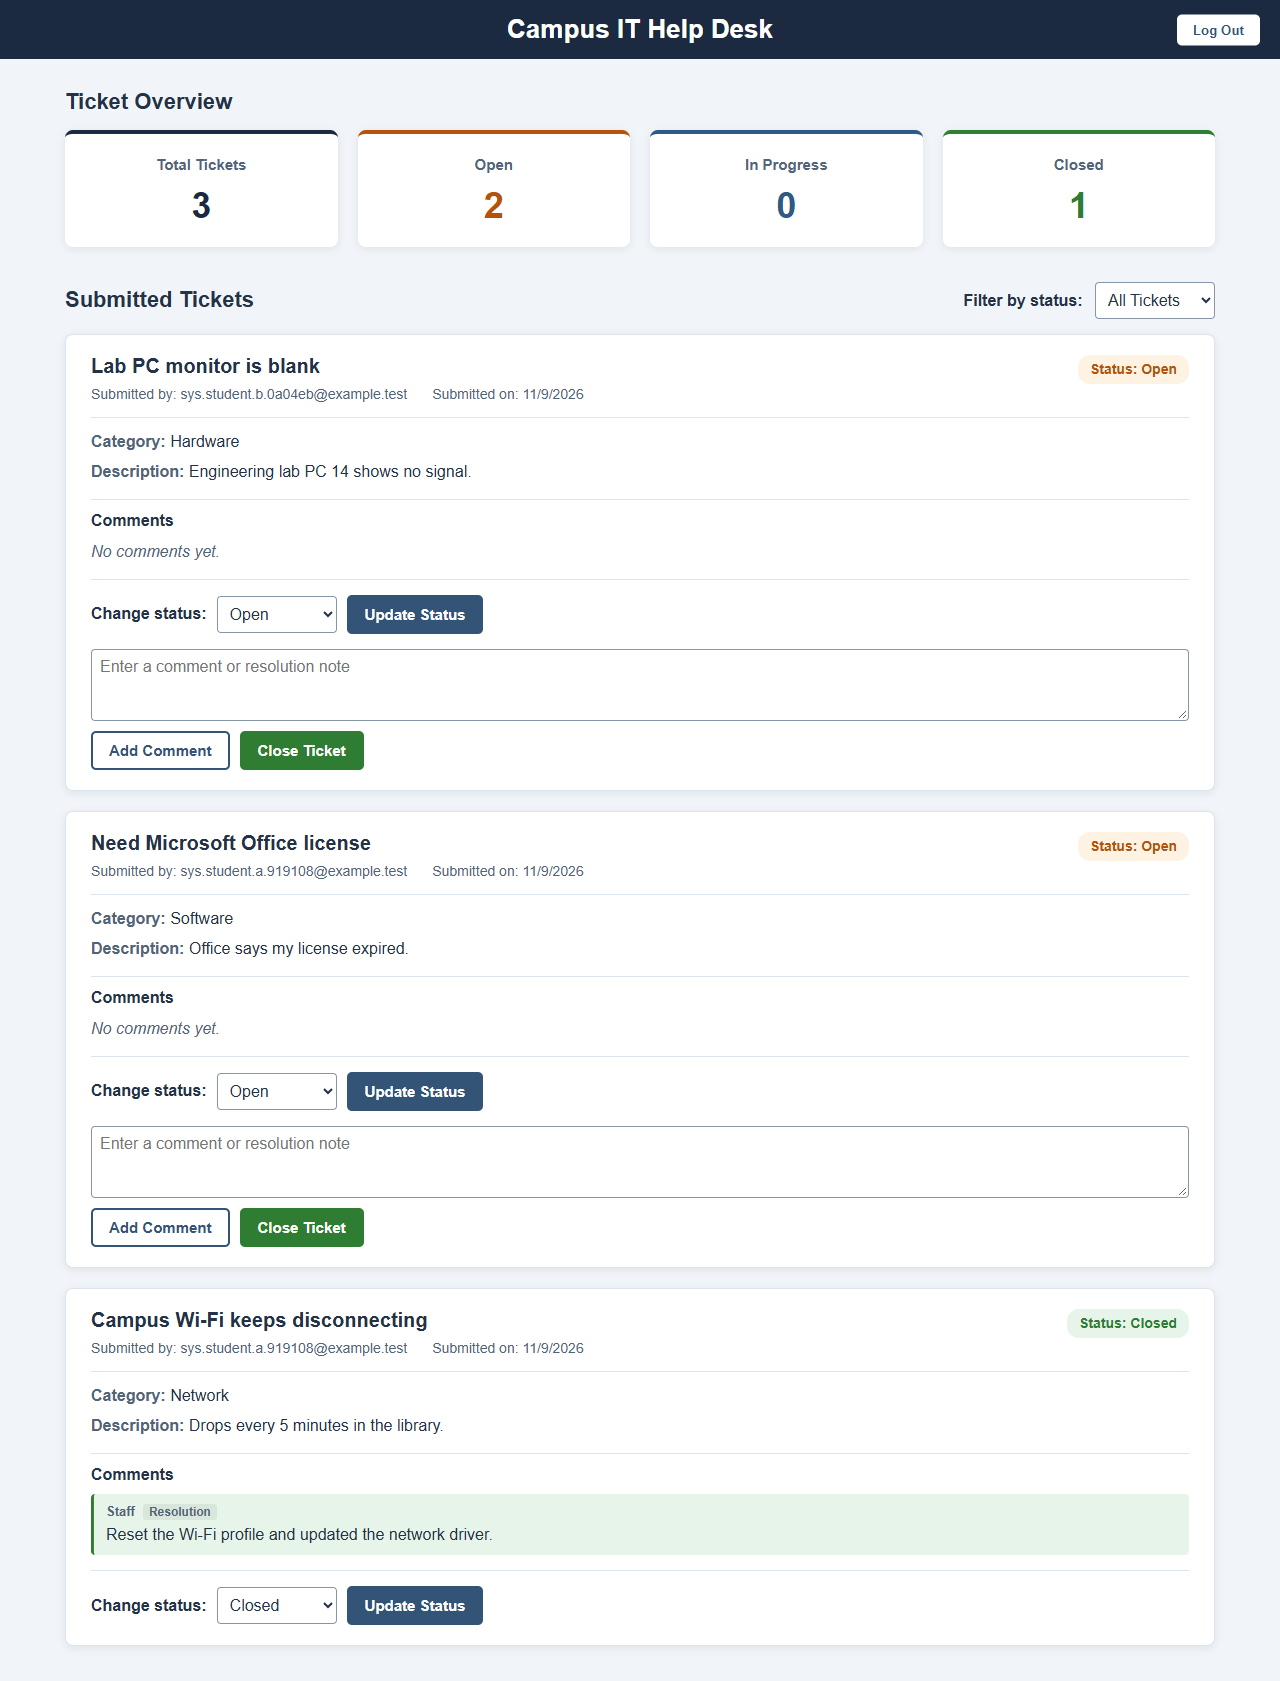 Campus IT Help Desk
Log Out
Ticket Overview
Total Tickets
3
Open
2
In Progress
0
Closed
1
Submitted Tickets
Filter by status: All Tickets
Lab PC monitor is blank
Status: Open
Submitted by: sys.student.b.0a04eb@example.test Submitted on: 11/9/2026
Category: Hardware
Description: Engineering lab PC 14 shows no signal.
Comments
No comments yet.
Change status: Open Update Status
Enter a comment or resolution note
Add Comment Close Ticket
Need Microsoft Office license
Status: Open
Submitted by: sys.student.a.919108@example.test Submitted on: 11/9/2026
Category: Software
Description: Office says my license expired.
Comments
No comments yet.
Change status: Open Update Status
Enter a comment or resolution note
Add Comment Close Ticket
Campus Wi-Fi keeps disconnecting
Status: Closed
Submitted by: sys.student.a.919108@example.test Submitted on: 11/9/2026
Category: Network
Description: Drops every 5 minutes in the library.
Comments
Staff Resolution
Reset the Wi-Fi profile and updated the network driver.
Change status: Closed Update Status